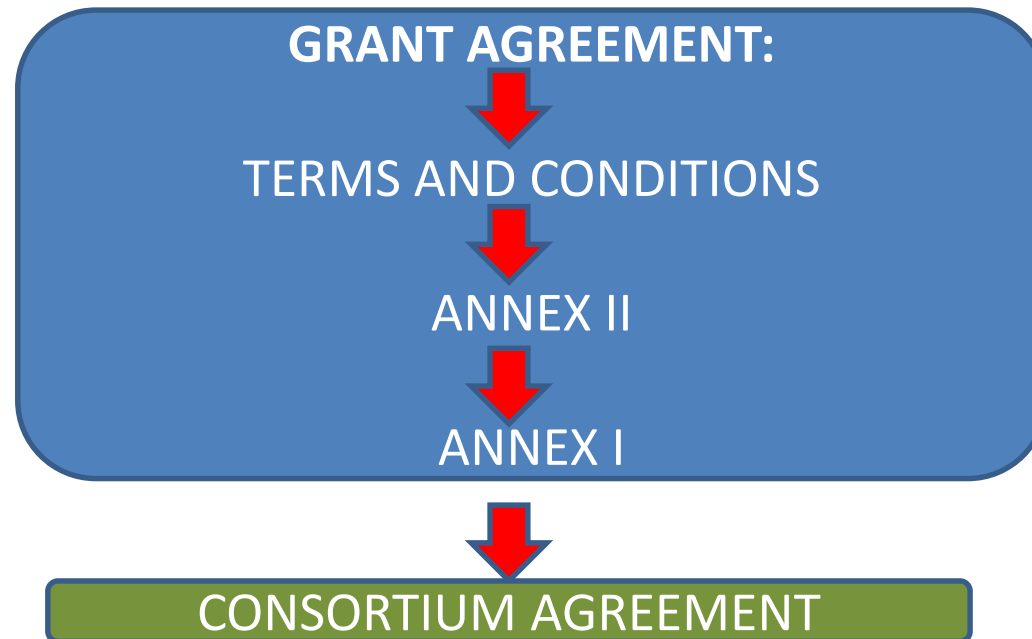 GRANT AGREEMENT:
TERMS AND CONDITIONS
ANNEX II
ANNEX I
CONSORTIUM AGREEMENT